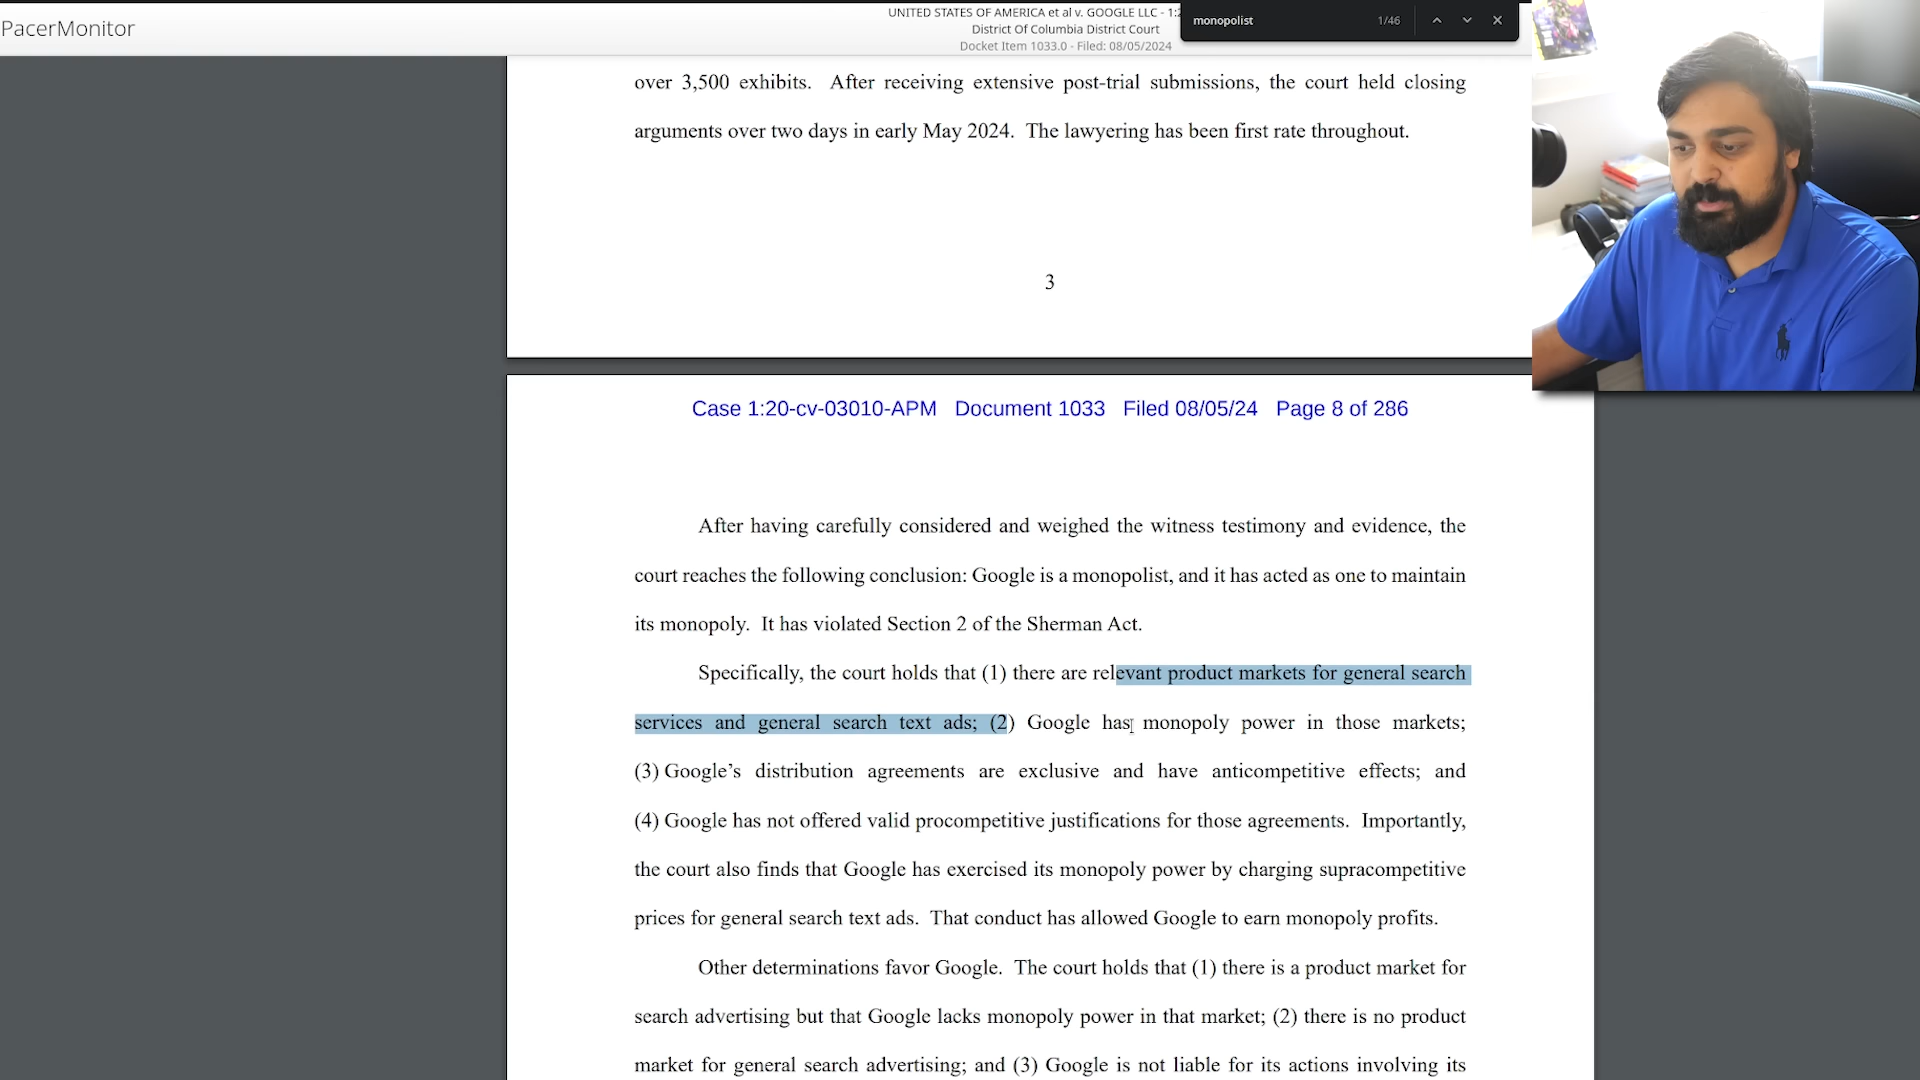 PacerMonitor
UNITED STATES OF AMERICA et al v. GOOGLE LLC - 1:2
District Of Columbia District Court
Docket Item 1033.0 - Filed: 08/05/2024
monopolist
1/46
over 3,500 exhibits. After receiving extensive post-trial submissions, the court held closing
arguments over two days in early May 2024. The lawyering has been first rate throughout.
3
Case 1:20-cv-03010-APM Document 1033 Filed 08/05/24 Page 8 of 286
After having carefully considered and weighed the witness testimony and evidence, the
court reaches the following conclusion: Google is a monopolist, and it has acted as one to maintain
its monopoly. It has violated Section 2 of the Sherman Act.
Specifically, the court holds that (1) there are relevant product markets for general search
services and general search text ads; (2) Google has monopoly power in those markets;
(3) Google’s distribution agreements are exclusive and have anticompetitive effects; and
(4) Google has not offered valid procompetitive justifications for those agreements. Importantly,
the court also finds that Google has exercised its monopoly power by charging supracompetitive
prices for general search text ads. That conduct has allowed Google to earn monopoly profits.
Other determinations favor Google. The court holds that (1) there is a product market for
search advertising but that Google lacks monopoly power in that market; (2) there is no product
market for general search advertising; and (3) Google is not liable for its actions involving its